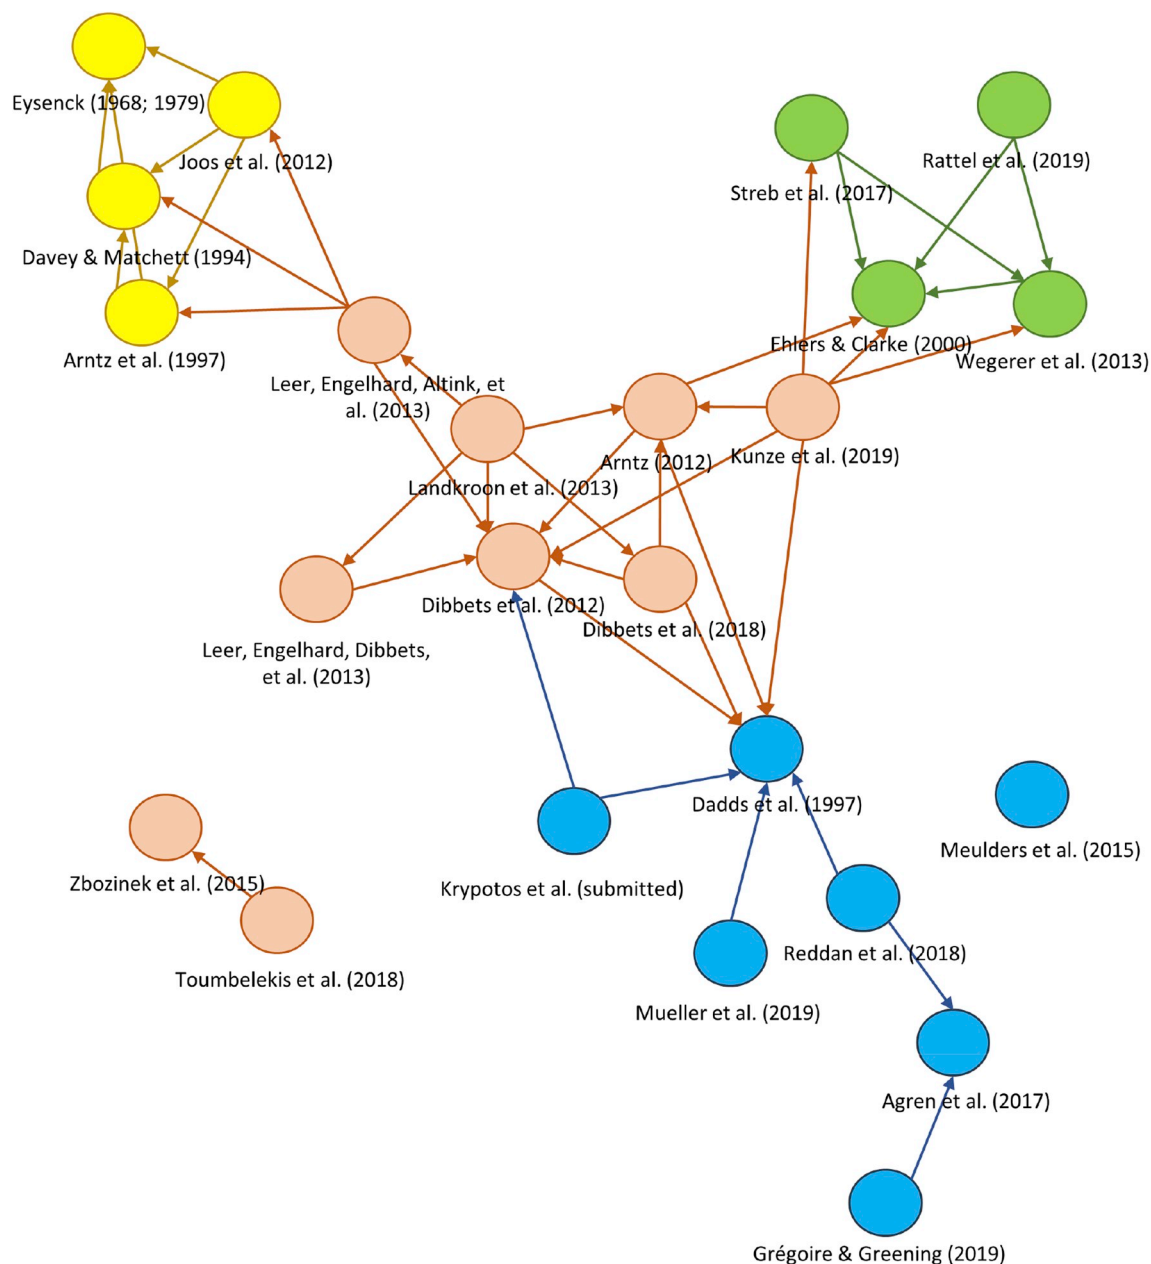 Eysenck (1968; 1979)
Joos et al. (2012)
Rattel et al. (2019)
Streb et al. (2017)
Davey & Matchett (1994)
Arntz et al. (1997)
Ehlers & Clarke (2000)
Wegerer et al. (2013)
Leer, Engelhard, Altink, et
al. (2013)
Arntz (2012)
Kunze et al. (2019)
Landkroon et al. (2013)
Dibbets et al. (2012)
Dibbets et al. (2018)
Leer, Engelhard, Dibbets,
et al. (2013)
Dadds et al. (1997)
Meulders et al. (2015)
Zbozinek et al. (2015)
Krypotos et al. (submitted)
Toumbelekis et al. (2018)
Reddan et al. (2018)
Mueller et al. (2019)
Agren et al. (2017)
Grégoire & Greening (2019)